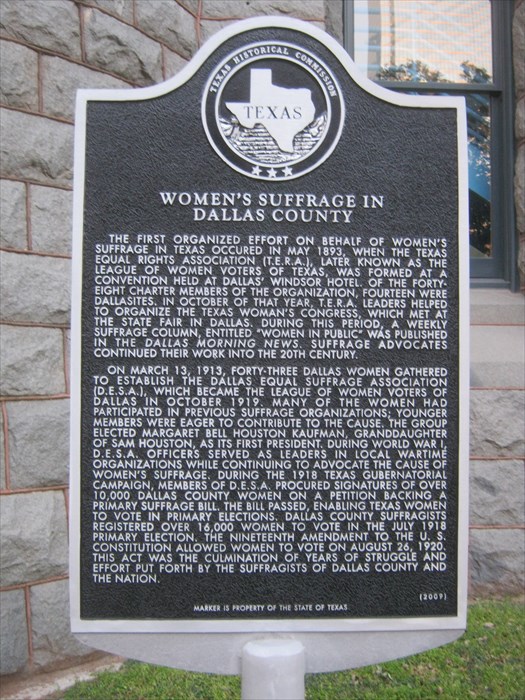 TEXAS HISTORICAL COMMISSION
TEXAS
WOMEN'S SUFFRAGE IN
DALLAS COUNTY
THE FIRST ORGANIZED EFFORT ON BEHALF OF WOMEN'S
SUFFRAGE IN TEXAS OCCURED IN MAY 1893, WHEN THE TEXAS
EQUAL RIGHTS ASSOCIATION (T.E.R.A.), LATER KNOWN AS THE
LEAGUE OF WOMEN VOTERS OF TEXAS, WAS FORMED AT A
CONVENTION HELD AT DALLAS' WINDSOR HOTEL. OF THE FORTY-
EIGHT CHARTER MEMBERS OF THE ORGANIZATION, FOURTEEN WERE
DALLASITES. IN OCTOBER OF THAT YEAR, T.E.R.A. LEADERS HELPED
TO ORGANIZE THE TEXAS WOMAN'S CONGRESS, WHICH MET AT
THE STATE FAIR IN DALLAS. DURING THIS PERIOD, A WEEKLY
SUFFRAGE COLUMN, ENTITLED "WOMEN IN PUBLIC" WAS PUBLISHED
IN THE DALLAS MORNING NEWS. SUFFRAGE ADVOCATES
CONTINUED THEIR WORK INTO THE 20TH CENTURY.
ON MARCH 13, 1913, FORTY-THREE DALLAS WOMEN GATHERED
TO ESTABLISH THE DALLAS EQUAL SUFFRAGE ASSOCIATION
(D.E.S.A.), WHICH BECAME THE LEAGUE OF WOMEN VOTERS OF
DALLAS IN OCTOBER 1919. MANY OF THE WOMEN HAD
PARTICIPATED IN PREVIOUS SUFFRAGE ORGANIZATIONS; YOUNGER
MEMBERS WERE EAGER TO CONTRIBUTE TO THE CAUSE. THE GROUP
ELECTED MARGARET BELL HOUSTON KAUFMAN, GRANDDAUGHTER
OF SAM HOUSTON, AS ITS FIRST PRESIDENT. DURING WORLD WAR I,
D.E.S.A. OFFICERS SERVED AS LEADERS IN LOCAL WARTIME
ORGANIZATIONS WHILE CONTINUING TO ADVOCATE THE CAUSE OF
WOMEN'S SUFFRAGE. DURING THE 1918 TEXAS GUBERNATORIAL
CAMPAIGN, MEMBERS OF D.E.S.A. PROCURED SIGNATURES OF OVER
10,000 DALLAS COUNTY WOMEN ON A PETITION BACKING A
PRIMARY SUFFRAGE BILL. THE BILL PASSED, ENABLING TEXAS WOMEN
TO VOTE IN PRIMARY ELECTIONS. DALLAS COUNTY SUFFRAGISTS
REGISTERED OVER 16,000 WOMEN TO VOTE IN THE JULY 1918
PRIMARY ELECTION. THE NINETEENTH AMENDMENT TO THE U. S.
CONSTITUTION ALLOWED WOMEN TO VOTE ON AUGUST 26, 1920.
THIS ACT WAS THE CULMINATION OF YEARS OF STRUGGLE AND
EFFORT PUT FORTH BY THE SUFFRAGISTS OF DALLAS COUNTY AND
THE NATION.
(2009)
MARKER IS PROPERTY OF THE STATE OF TEXAS